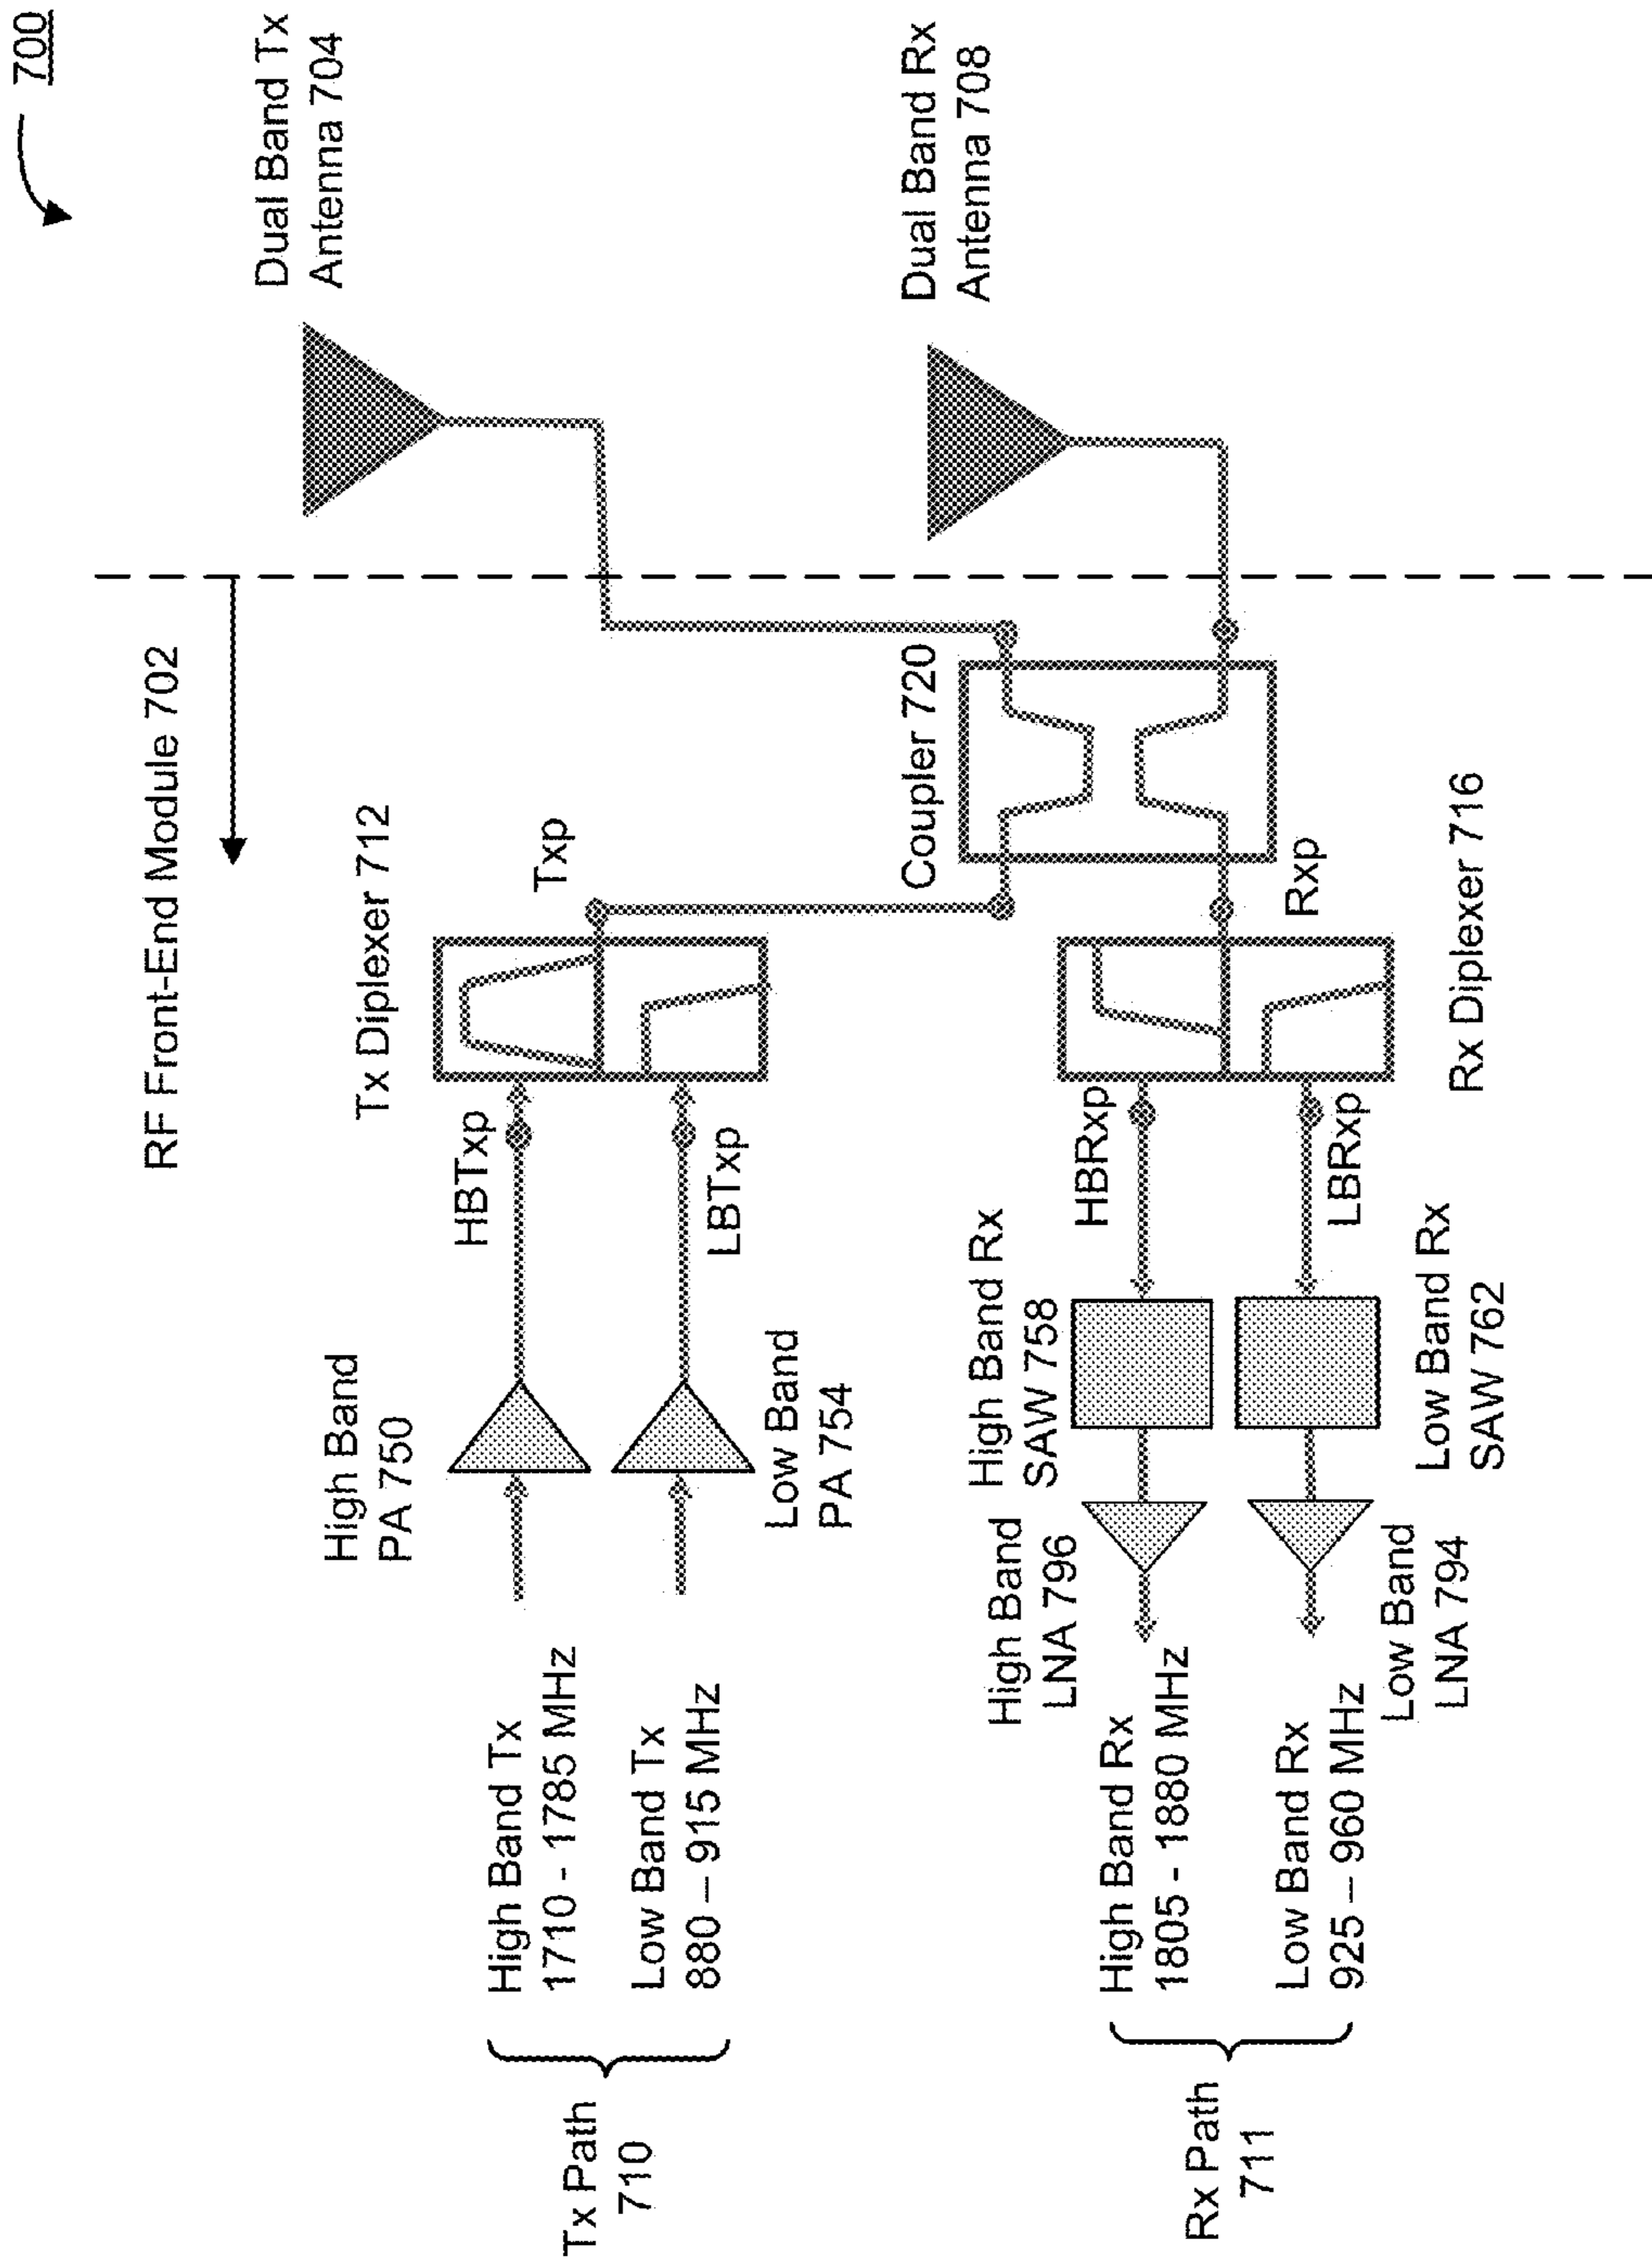 700
Dual Band Tx
Antenna 704
RF Front-End Module 702
Dual Band Rx
Antenna 708
Tx Diplexer 712
Txp
Coupler 720
High Band
PA 750
HBTxp
High Band Tx
1710 - 1785 MHz
Low Band Tx
880 – 915 MHz
LBTxp
Low Band
PA 754
Tx Path
710
Rxp
Rx Diplexer 716
HBRxp
LBRxp
High Band Rx
SAW 758
High Band
LNA 796
High Band Rx
1805 - 1880 MHz
Low Band Rx
925 – 960 MHz
Low Band Rx
SAW 762
Low Band
LNA 794
Rx Path
711